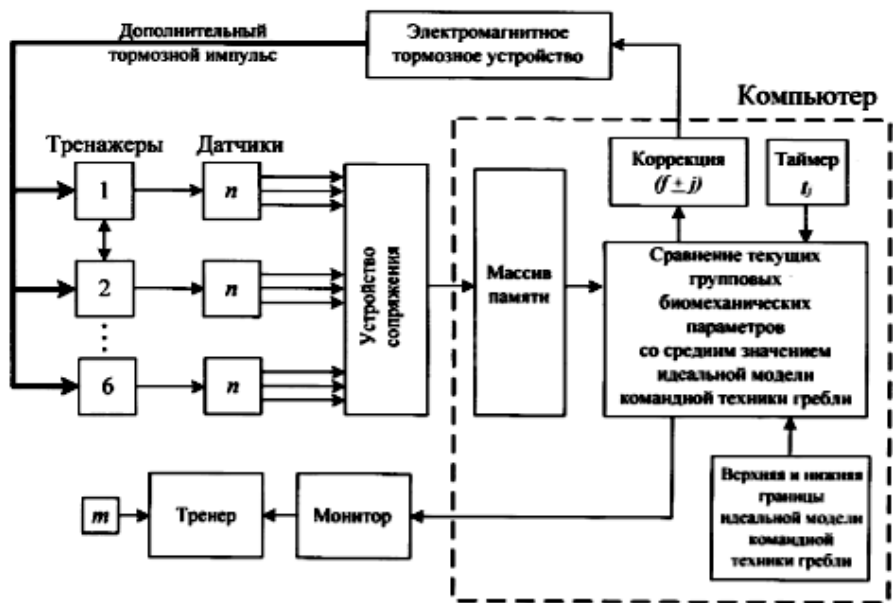 Дополнительный
тормозной импульс
Электромагнитное
тормозное устройство
Компьютер
Тренажеры
Датчики
Коррекция
(f ± j)
Таймер
tj
1
n
2
n
6
n
Устройство
сопряжения
Массив
памяти
Сравнение текущих
групповых
биомеханических
параметров
со средним значением
идеальной модели
командной техники гребли
m
Тренер
Монитор
Верхняя и нижняя
границы
идеальной модели
командной
техники гребли